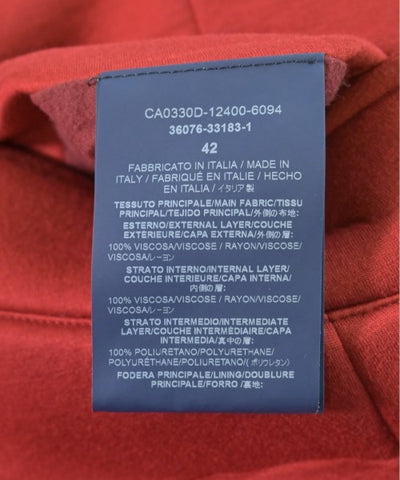 CA0330D-12400-6094
36076-33183-1
42
FABBRICATO IN ITALIA / MADE IN
ITALY / FABRIQUÉ EN ITALIE / HECHO
EN ITALIA / イタリア製
TESSUTO PRINCIPALE/MAIN FABRIC/TISSU
PRINCIPAL/TEJIDO PRINCIPAL/外側の布地:
ESTERNO/EXTERNAL LAYER/COUCHE
EXTÉRIEURE/CAPA EXTERNA/外側の層:
100% VISCOSA/VISCOSE / RAYON/VISCOSE/
VISCOSA/レーヨン
STRATO INTERNO/INTERNAL LAYER/
COUCHE INTÉRIEURE/CAPA INTERNA/
内側の層:
100% VISCOSA/VISCOSE / RAYON/VISCOSE/
VISCOSA/レーヨン
STRATO INTERMEDIO/INTERMEDIATE
LAYER/COUCHE INTERMÉDIAIRE/CAPA
INTERMEDIA/真中の層:
100% POLIURETANO/POLYURETHANE/
POLYURÉTHANE/POLIURETANO/(ポリウレタン)
FODERA PRINCIPALE/LINING/DOUBLURE
PRINCIPALE/FORRO /裏地: